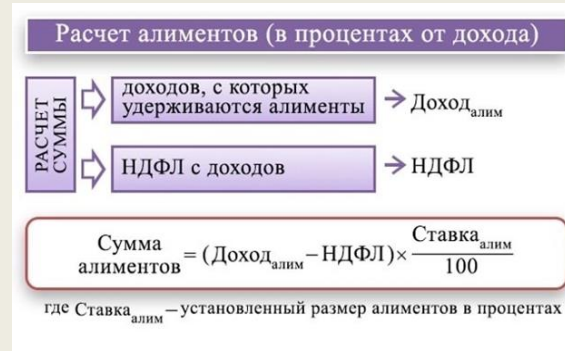 Расчет алиментов (в процентах от дохода)
РАСЧЕТ
СУММЫ
доходов, с которых
удерживаются алименты
Доход алим
НДФЛ с доходов
НДФЛ
Сумма алиментов = (Доход алим − НДФЛ) × Ставка алим / 100
где Ставка алим — установленный размер алиментов в процентах